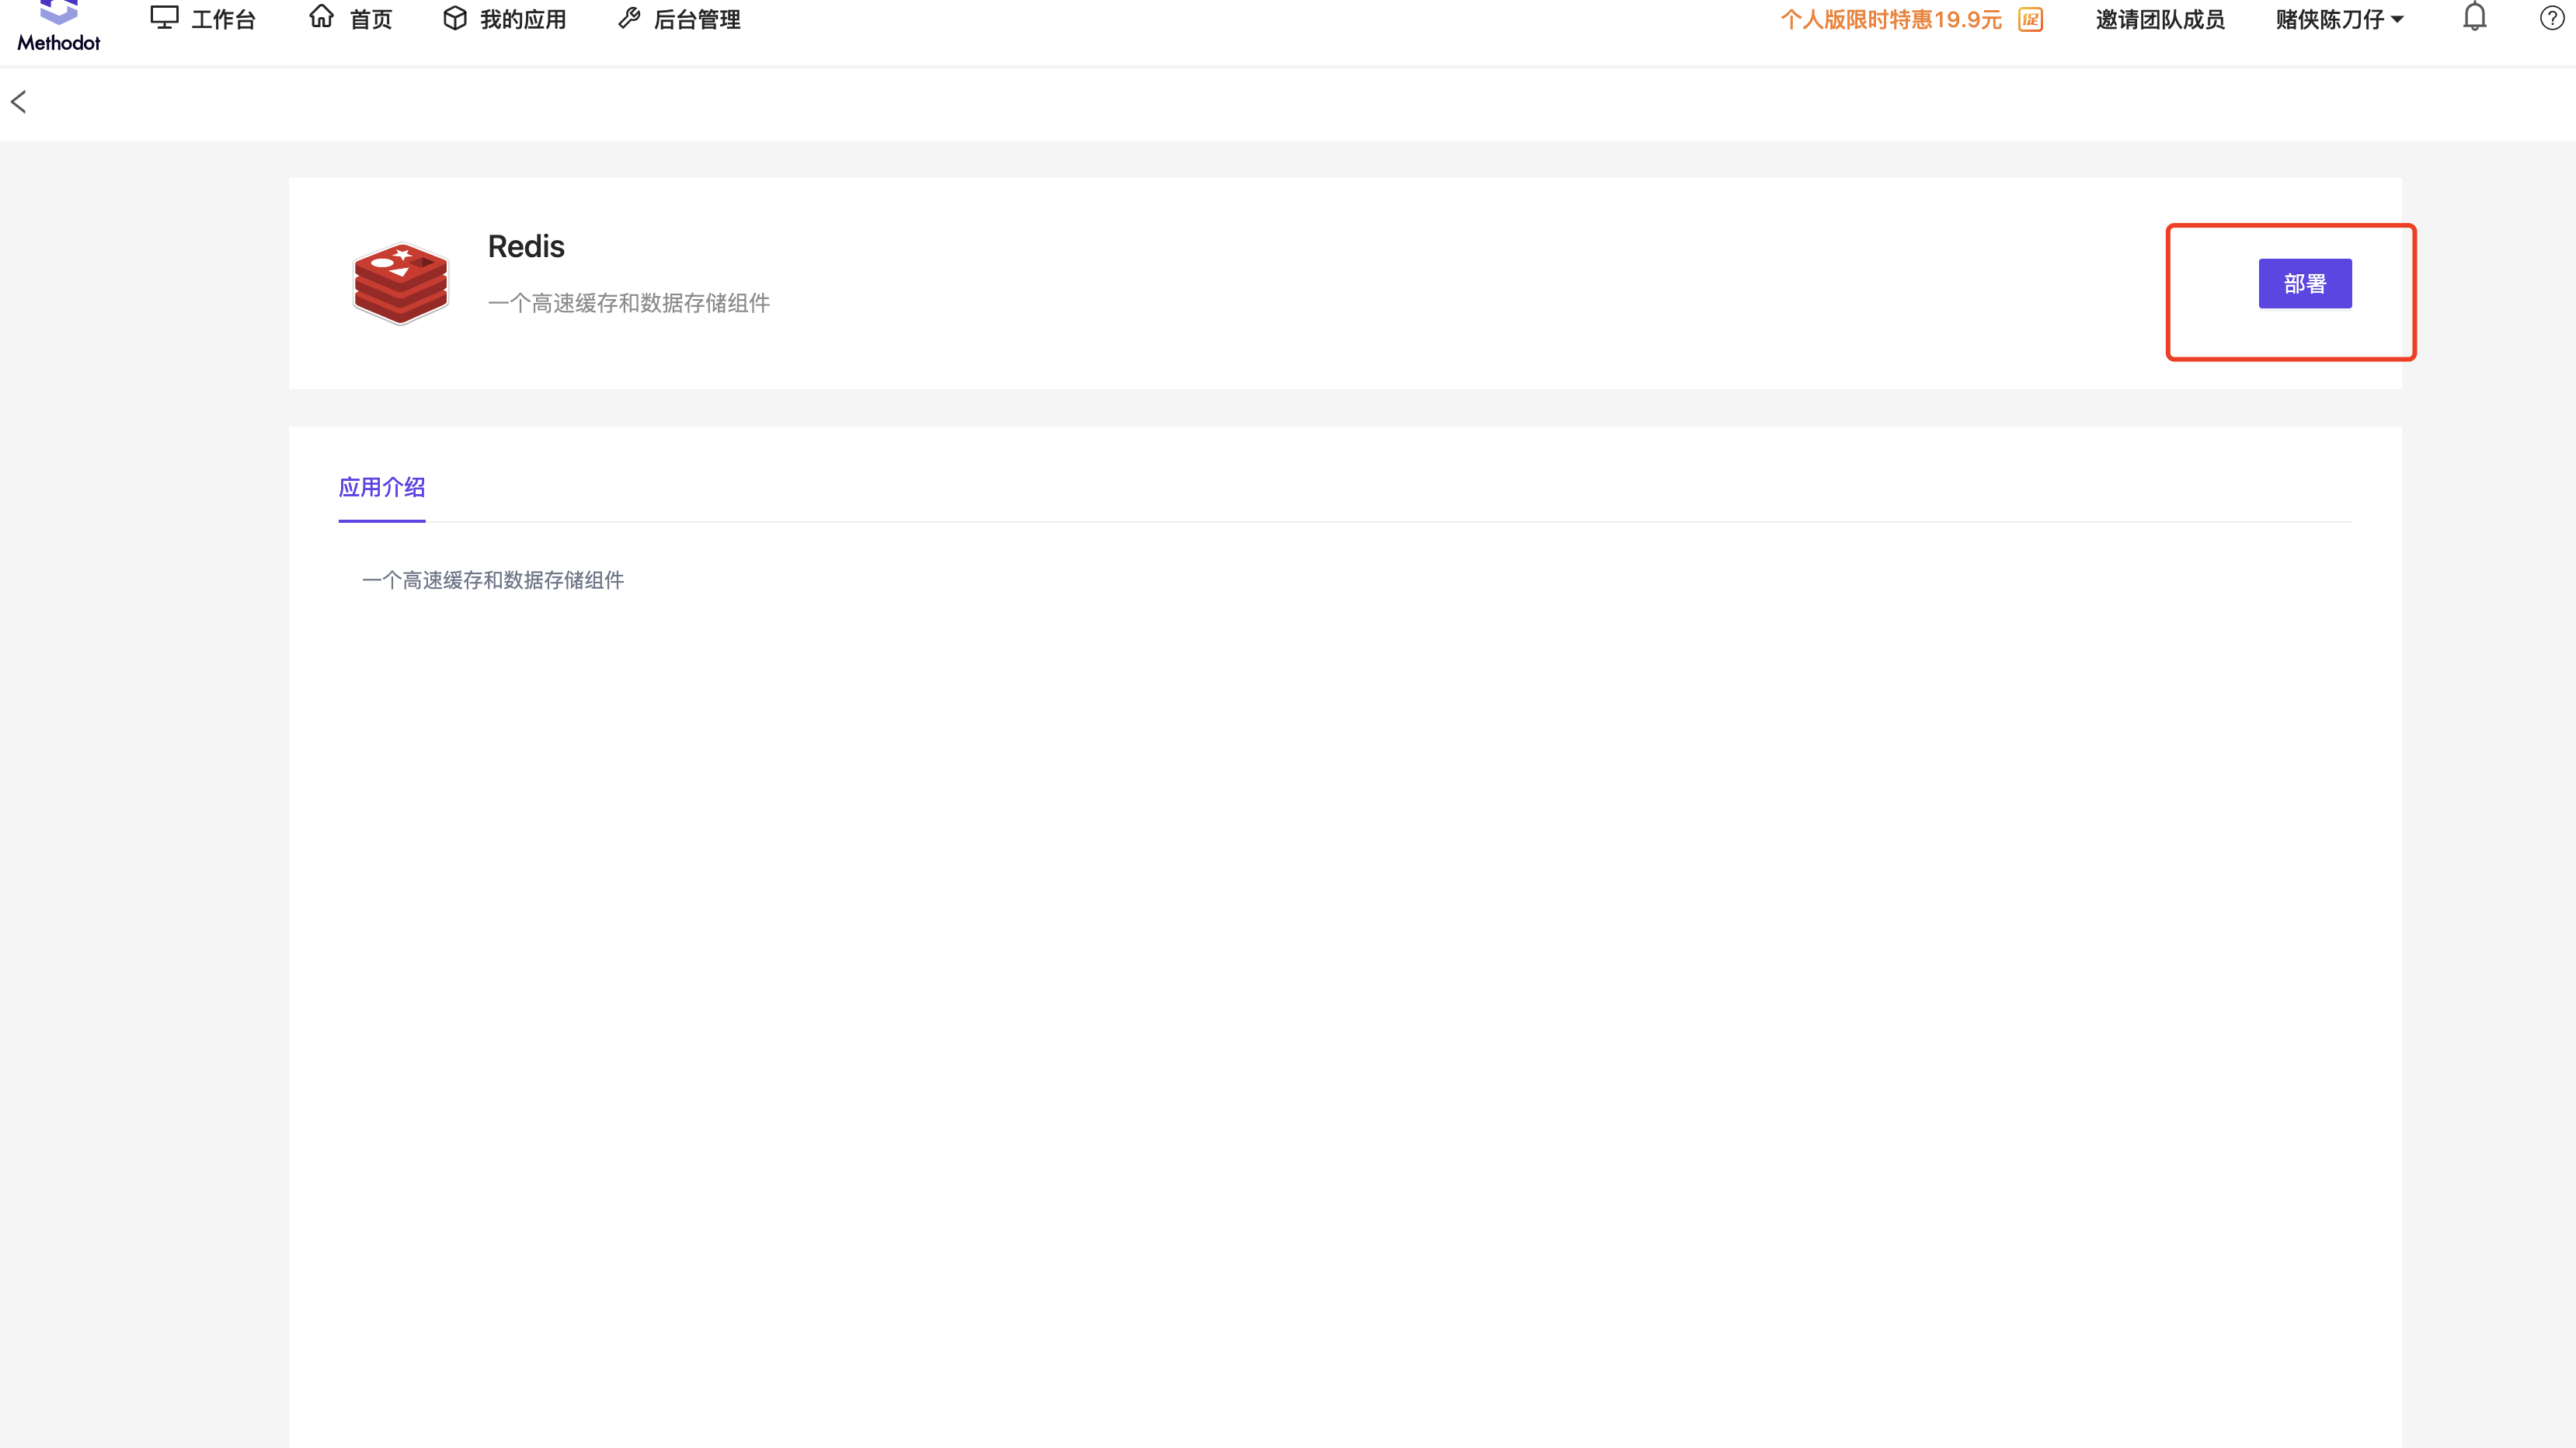 Methodot
工作台
首页
我的应用
后台管理
个人版限时特惠19.9元 促
邀请团队成员
赌侠陈刀仔
Redis
一个高速缓存和数据存储组件
部署
应用介绍
一个高速缓存和数据存储组件